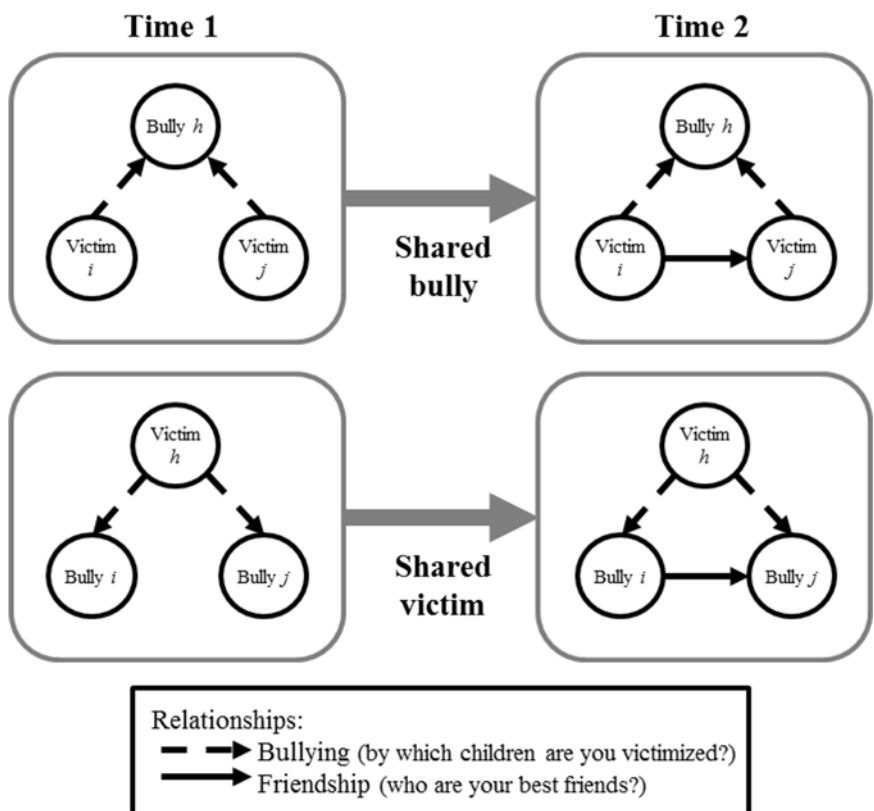 Time 1
Time 2
Bully h
Victim
i
Victim
j
Shared
bully
Bully h
Victim
i
Victim
j
Victim
h
Bully i
Bully j
Shared
victim
Victim
h
Bully i
Bully j
Relationships:
Bullying (by which children are you victimized?)
Friendship (who are your best friends?)